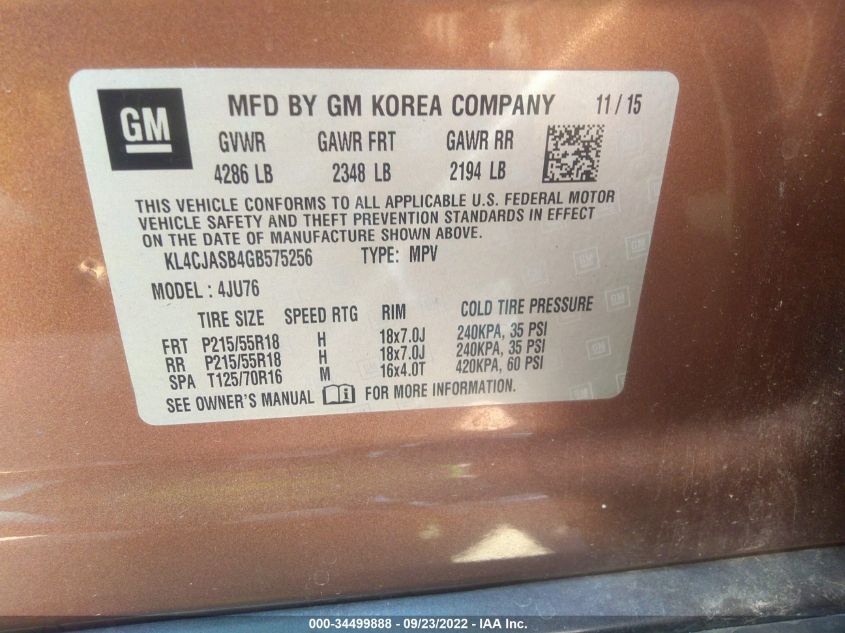 GM MFD BY GM KOREA COMPANY 11 / 15
GVWR GAWR FRT GAWR RR
4286 LB 2348 LB 2194 LB
THIS VEHICLE CONFORMS TO ALL APPLICABLE U.S. FEDERAL MOTOR
VEHICLE SAFETY AND THEFT PREVENTION STANDARDS IN EFFECT
ON THE DATE OF MANUFACTURE SHOWN ABOVE.
KL4CJASB4GB575256 TYPE: MPV
MODEL : 4JU76
TIRE SIZE SPEED RTG RIM COLD TIRE PRESSURE
FRT P215/55R18 H 18x7.0J 240KPA, 35 PSI
RR P215/55R18 H 18x7.0J 240KPA, 35 PSI
SPA T125/70R16 M 16x4.0T 420KPA, 60 PSI
SEE OWNER'S MANUAL FOR MORE INFORMATION.
000-34499888 - 09/23/2022 - IAA Inc.